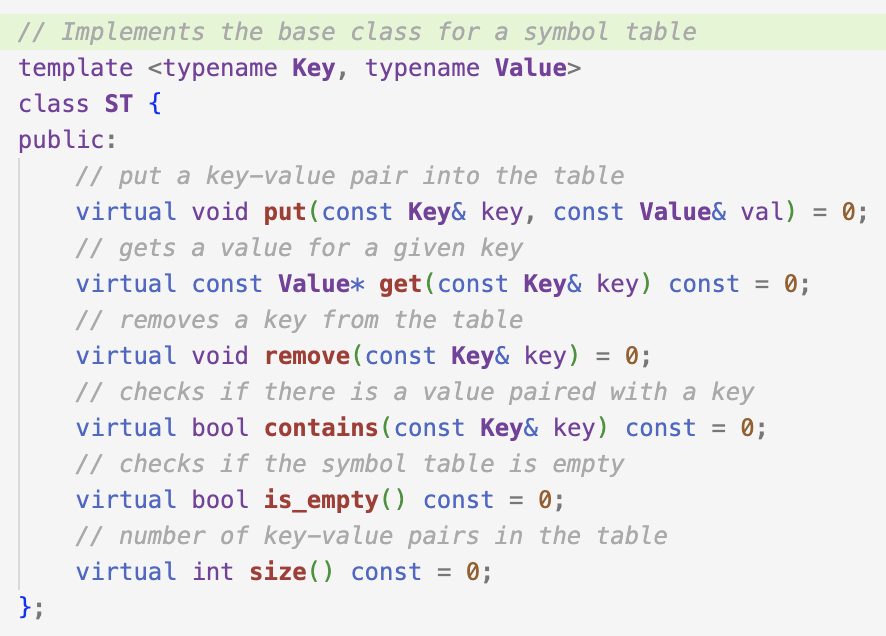 // Implements the base class for a symbol table
template <typename Key, typename Value>
class ST {
public:
    // put a key-value pair into the table
    virtual void put(const Key& key, const Value& val) = 0;
    // gets a value for a given key
    virtual const Value* get(const Key& key) const = 0;
    // removes a key from the table
    virtual void remove(const Key& key) = 0;
    // checks if there is a value paired with a key
    virtual bool contains(const Key& key) const = 0;
    // checks if the symbol table is empty
    virtual bool is_empty() const = 0;
    // number of key-value pairs in the table
    virtual int size() const = 0;
};